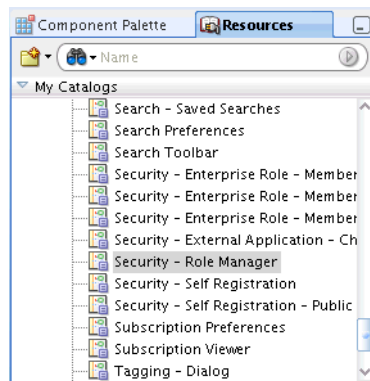 Component Palette Resources
Name
My Catalogs
Search - Saved Searches
Search Preferences
Search Toolbar
Security - Enterprise Role - Member
Security - Enterprise Role - Member
Security - Enterprise Role - Member
Security - External Application - Ch
Security - Role Manager
Security - Self Registration
Security - Self Registration - Public
Subscription Preferences
Subscription Viewer
Tagging - Dialog